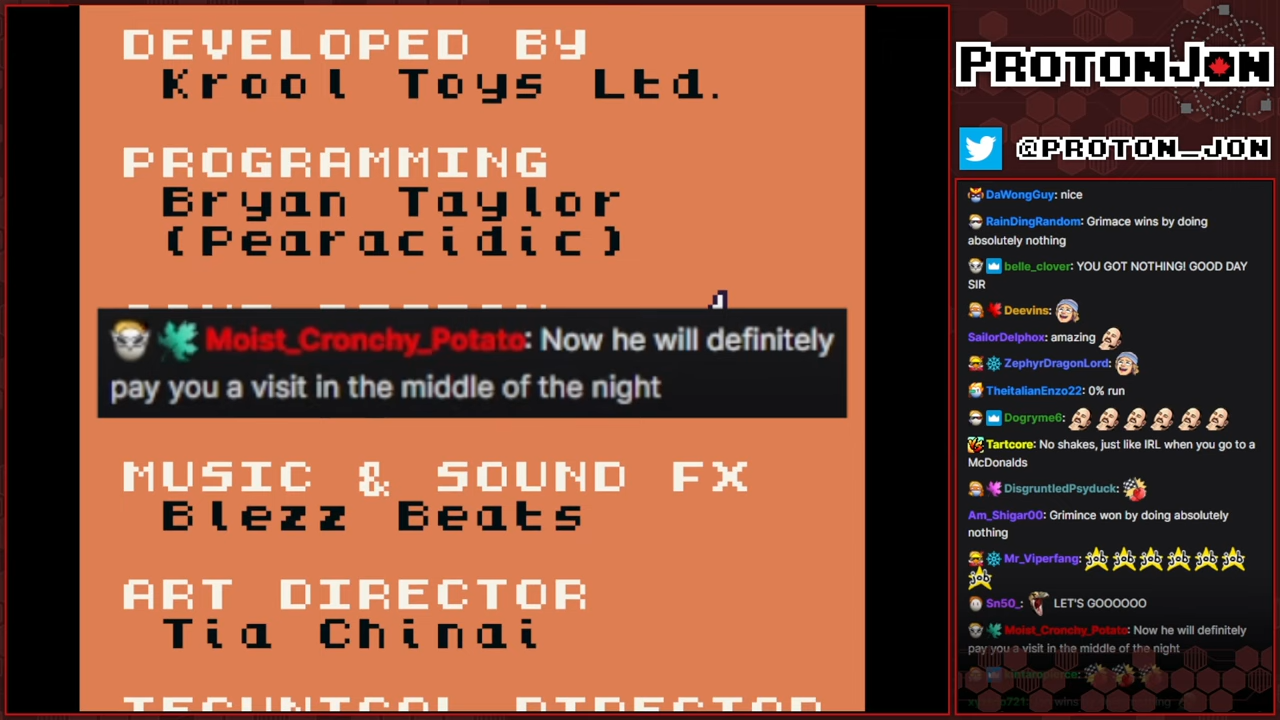 DEVELOPED BY
Krool Toys Ltd.
PROGRAMMING
Bryan Taylor
(Pearacidic)
Moist_Cronchy_Potato: Now he will definitely
pay you a visit in the middle of the night
MUSIC & SOUND FX
Blezz Beats
ART DIRECTOR
Tia Chinai
TECHNICAL DIRECTOR
PROTONJON
@PROTON_JON
DaWongGuy: nice
RainDingRandom: Grimace wins by doing
absolutely nothing
belle_clover: YOU GOT NOTHING! GOOD DAY
SIR
Deevins:
SailorDelphox: amazing
ZephyrDragonLord:
TheitalianEnzo22: 0% run
Dogryme6:
Tartcore: No shakes, just like IRL when you go to a
McDonalds
DisgruntledPsyduck:
Am_Shigar00: Grimince won by doing absolutely
nothing
Mr_Viperfang:
Sn50_: LET'S GOOOOOO
Moist_Cronchy_Potato: Now he will definitely
pay you a visit in the middle of the night